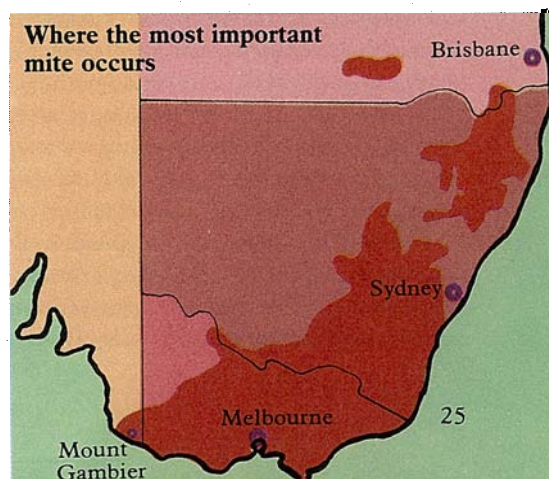 Where the most important
mite occurs
Brisbane
Sydney
Melbourne
25
Mount
Gambier